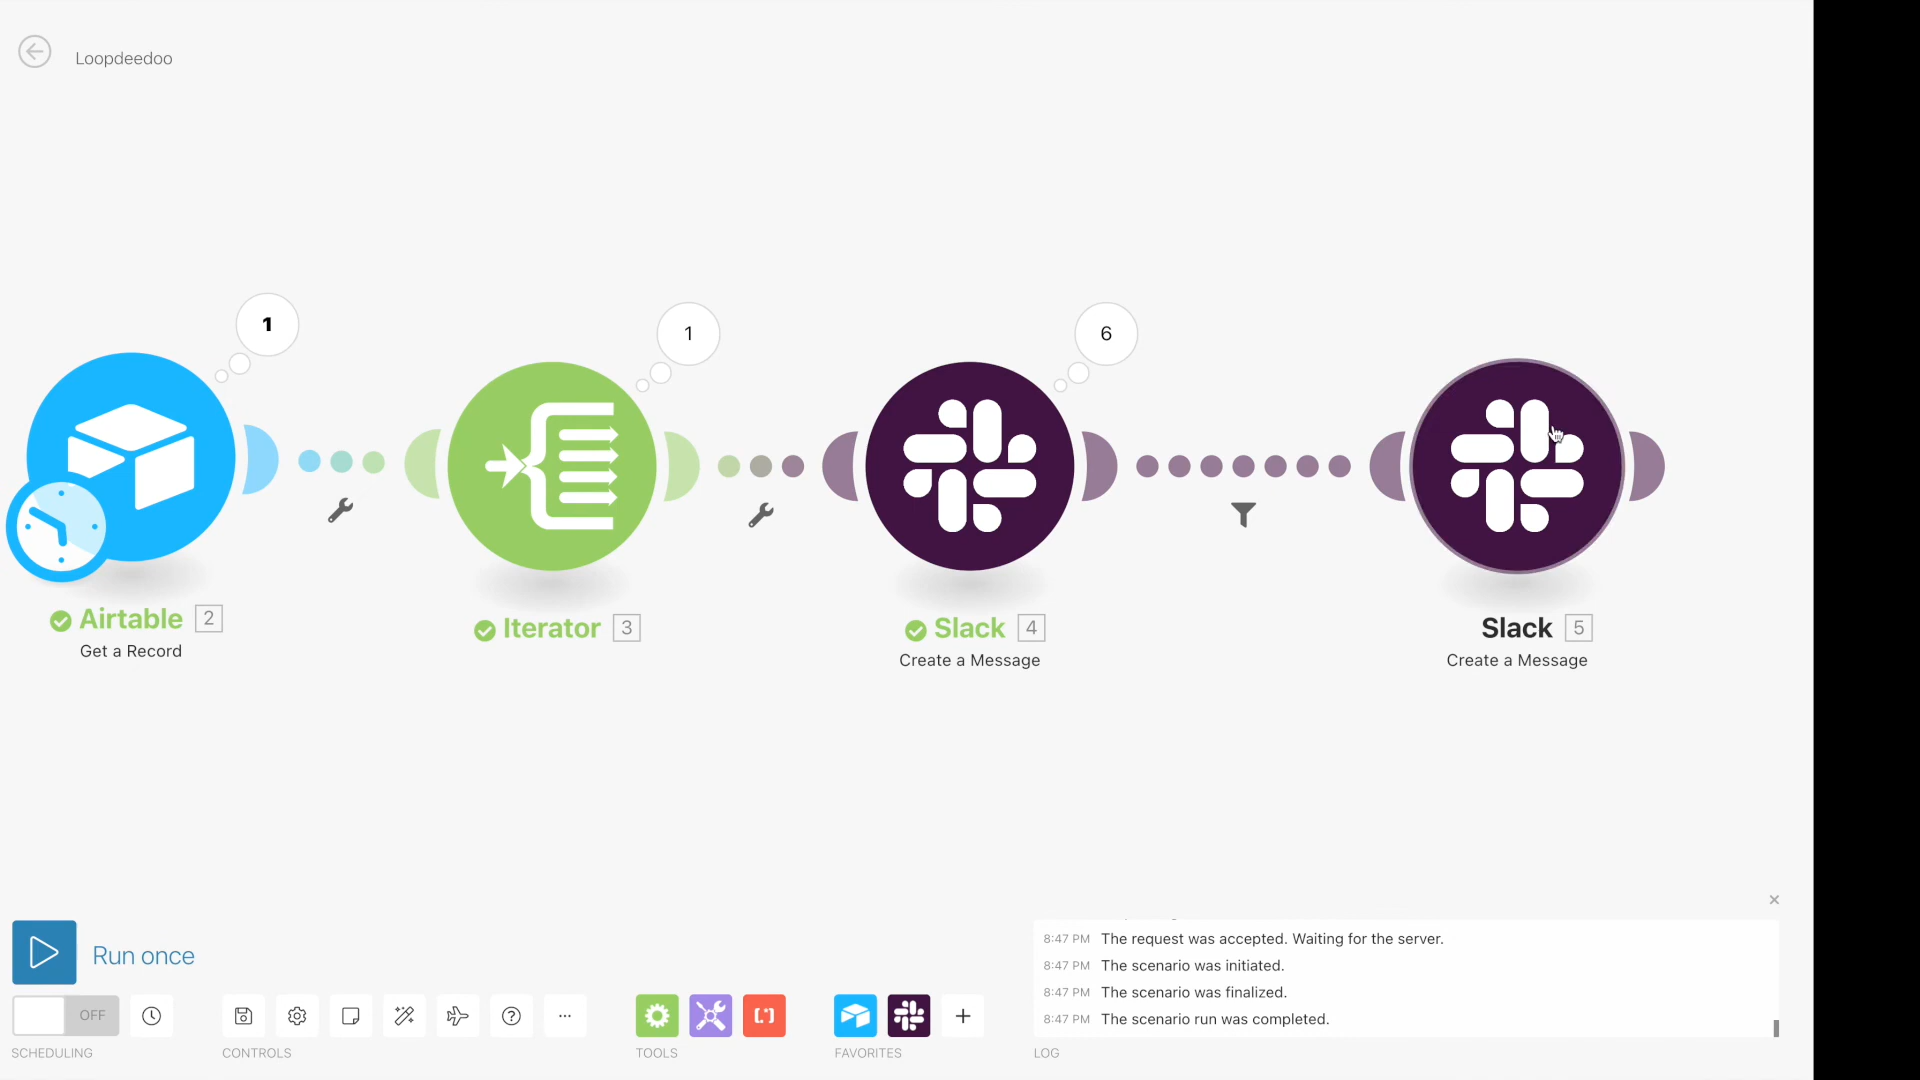 Loopdeedoo
1
1
6
Airtable 2
Get a Record
Iterator 3
Slack 4
Create a Message
Slack 5
Create a Message
Run once
8:47 PM The request was accepted. Waiting for the server.
8:47 PM The scenario was initiated.
8:47 PM The scenario was finalized.
8:47 PM The scenario run was completed.
OFF
SCHEDULING
CONTROLS
TOOLS
FAVORITES
LOG